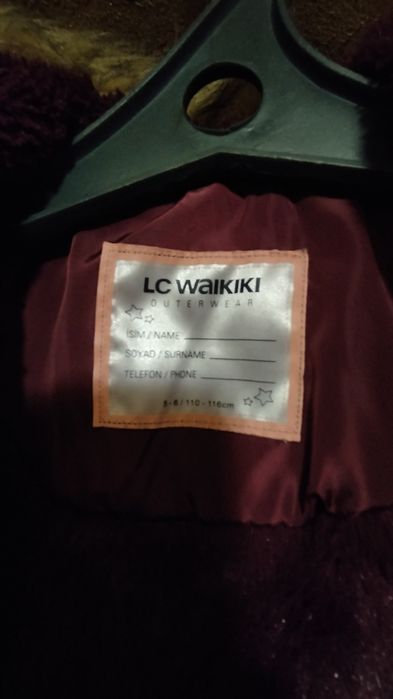 LC WAIKIKI
OUTERWEAR
İSİM / NAME
SOYAD / SURNAME
TELEFON / PHONE
5-6 / 110 - 116cm